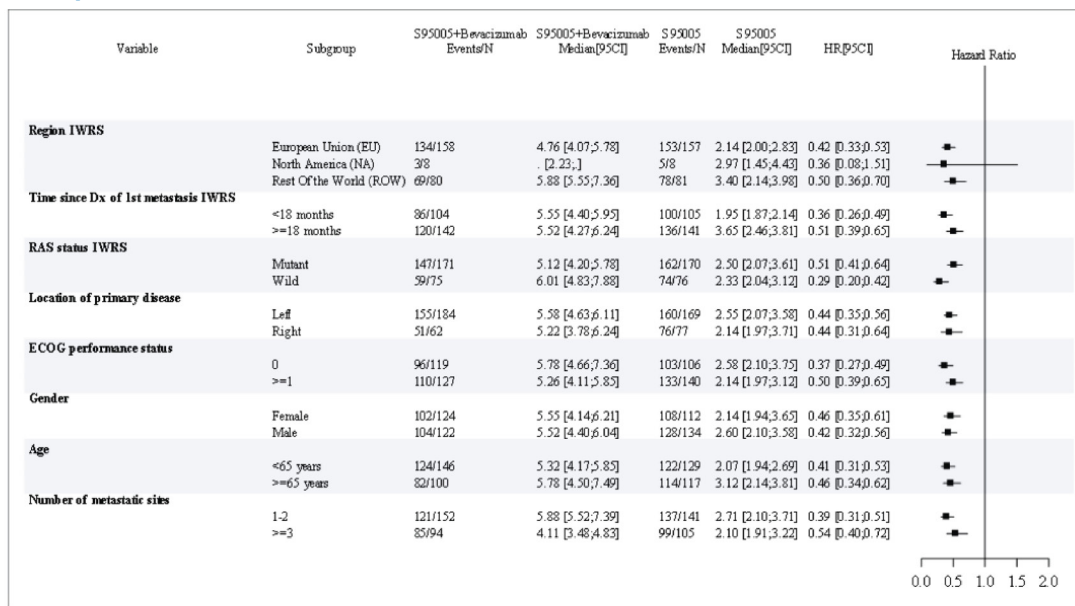 S95005+Bevacizumab S95005+Bevacizumab S95005 S95005
Variable Subgroup Events/N Median[95CI] Events/N Median[95CI] HR[95CI] Hazard Ratio
Region IWRS
European Union (EU) 134/158 4.76 [4.07;5.78] 153/157 2.14 [2.00;2.83] 0.42 [0.33;0.53]
North America (NA) 3/8 . [2.23;.] 5/8 2.97 [1.45;4.43] 0.36 [0.08;1.51]
Rest Of the World (ROW) 69/80 5.88 [5.55;7.36] 78/81 3.40 [2.14;3.98] 0.50 [0.36;0.70]
Time since Dx of 1st metastasis IWRS
<18 months 86/104 5.55 [4.40;5.95] 100/105 1.95 [1.87;2.14] 0.36 [0.26;0.49]
>=18 months 120/142 5.52 [4.27;6.24] 136/141 3.65 [2.46;3.81] 0.51 [0.39;0.65]
RAS status IWRS
Mutant 147/171 5.12 [4.20;5.78] 162/170 2.50 [2.07;3.61] 0.51 [0.41;0.64]
Wild 59/75 6.01 [4.83;7.88] 74/76 2.33 [2.04;3.12] 0.29 [0.20;0.42]
Location of primary disease
Left 155/184 5.58 [4.63;6.11] 160/169 2.55 [2.07;3.58] 0.44 [0.35;0.56]
Right 51/62 5.22 [3.78;6.24] 76/77 2.14 [1.97;3.71] 0.44 [0.31;0.64]
ECOG performance status
0 96/119 5.78 [4.66;7.36] 103/106 2.58 [2.10;3.75] 0.37 [0.27;0.49]
>=1 110/127 5.26 [4.11;5.85] 133/140 2.14 [1.97;3.12] 0.50 [0.39;0.65]
Gender
Female 102/124 5.55 [4.14;6.21] 108/112 2.14 [1.94;3.65] 0.46 [0.35;0.61]
Male 104/122 5.52 [4.40;6.04] 128/134 2.60 [2.10;3.58] 0.42 [0.32;0.56]
Age
<65 years 124/146 5.32 [4.17;5.85] 122/129 2.07 [1.94;2.69] 0.41 [0.31;0.53]
>=65 years 82/100 5.78 [4.50;7.49] 114/117 3.12 [2.14;3.81] 0.46 [0.34;0.62]
Number of metastatic sites
1-2 121/152 5.88 [5.52;7.39] 137/141 2.71 [2.10;3.71] 0.39 [0.31;0.51]
>=3 85/94 4.11 [3.48;4.83] 99/105 2.10 [1.91;3.22] 0.54 [0.40;0.72]
0.0 0.5 1.0 1.5 2.0